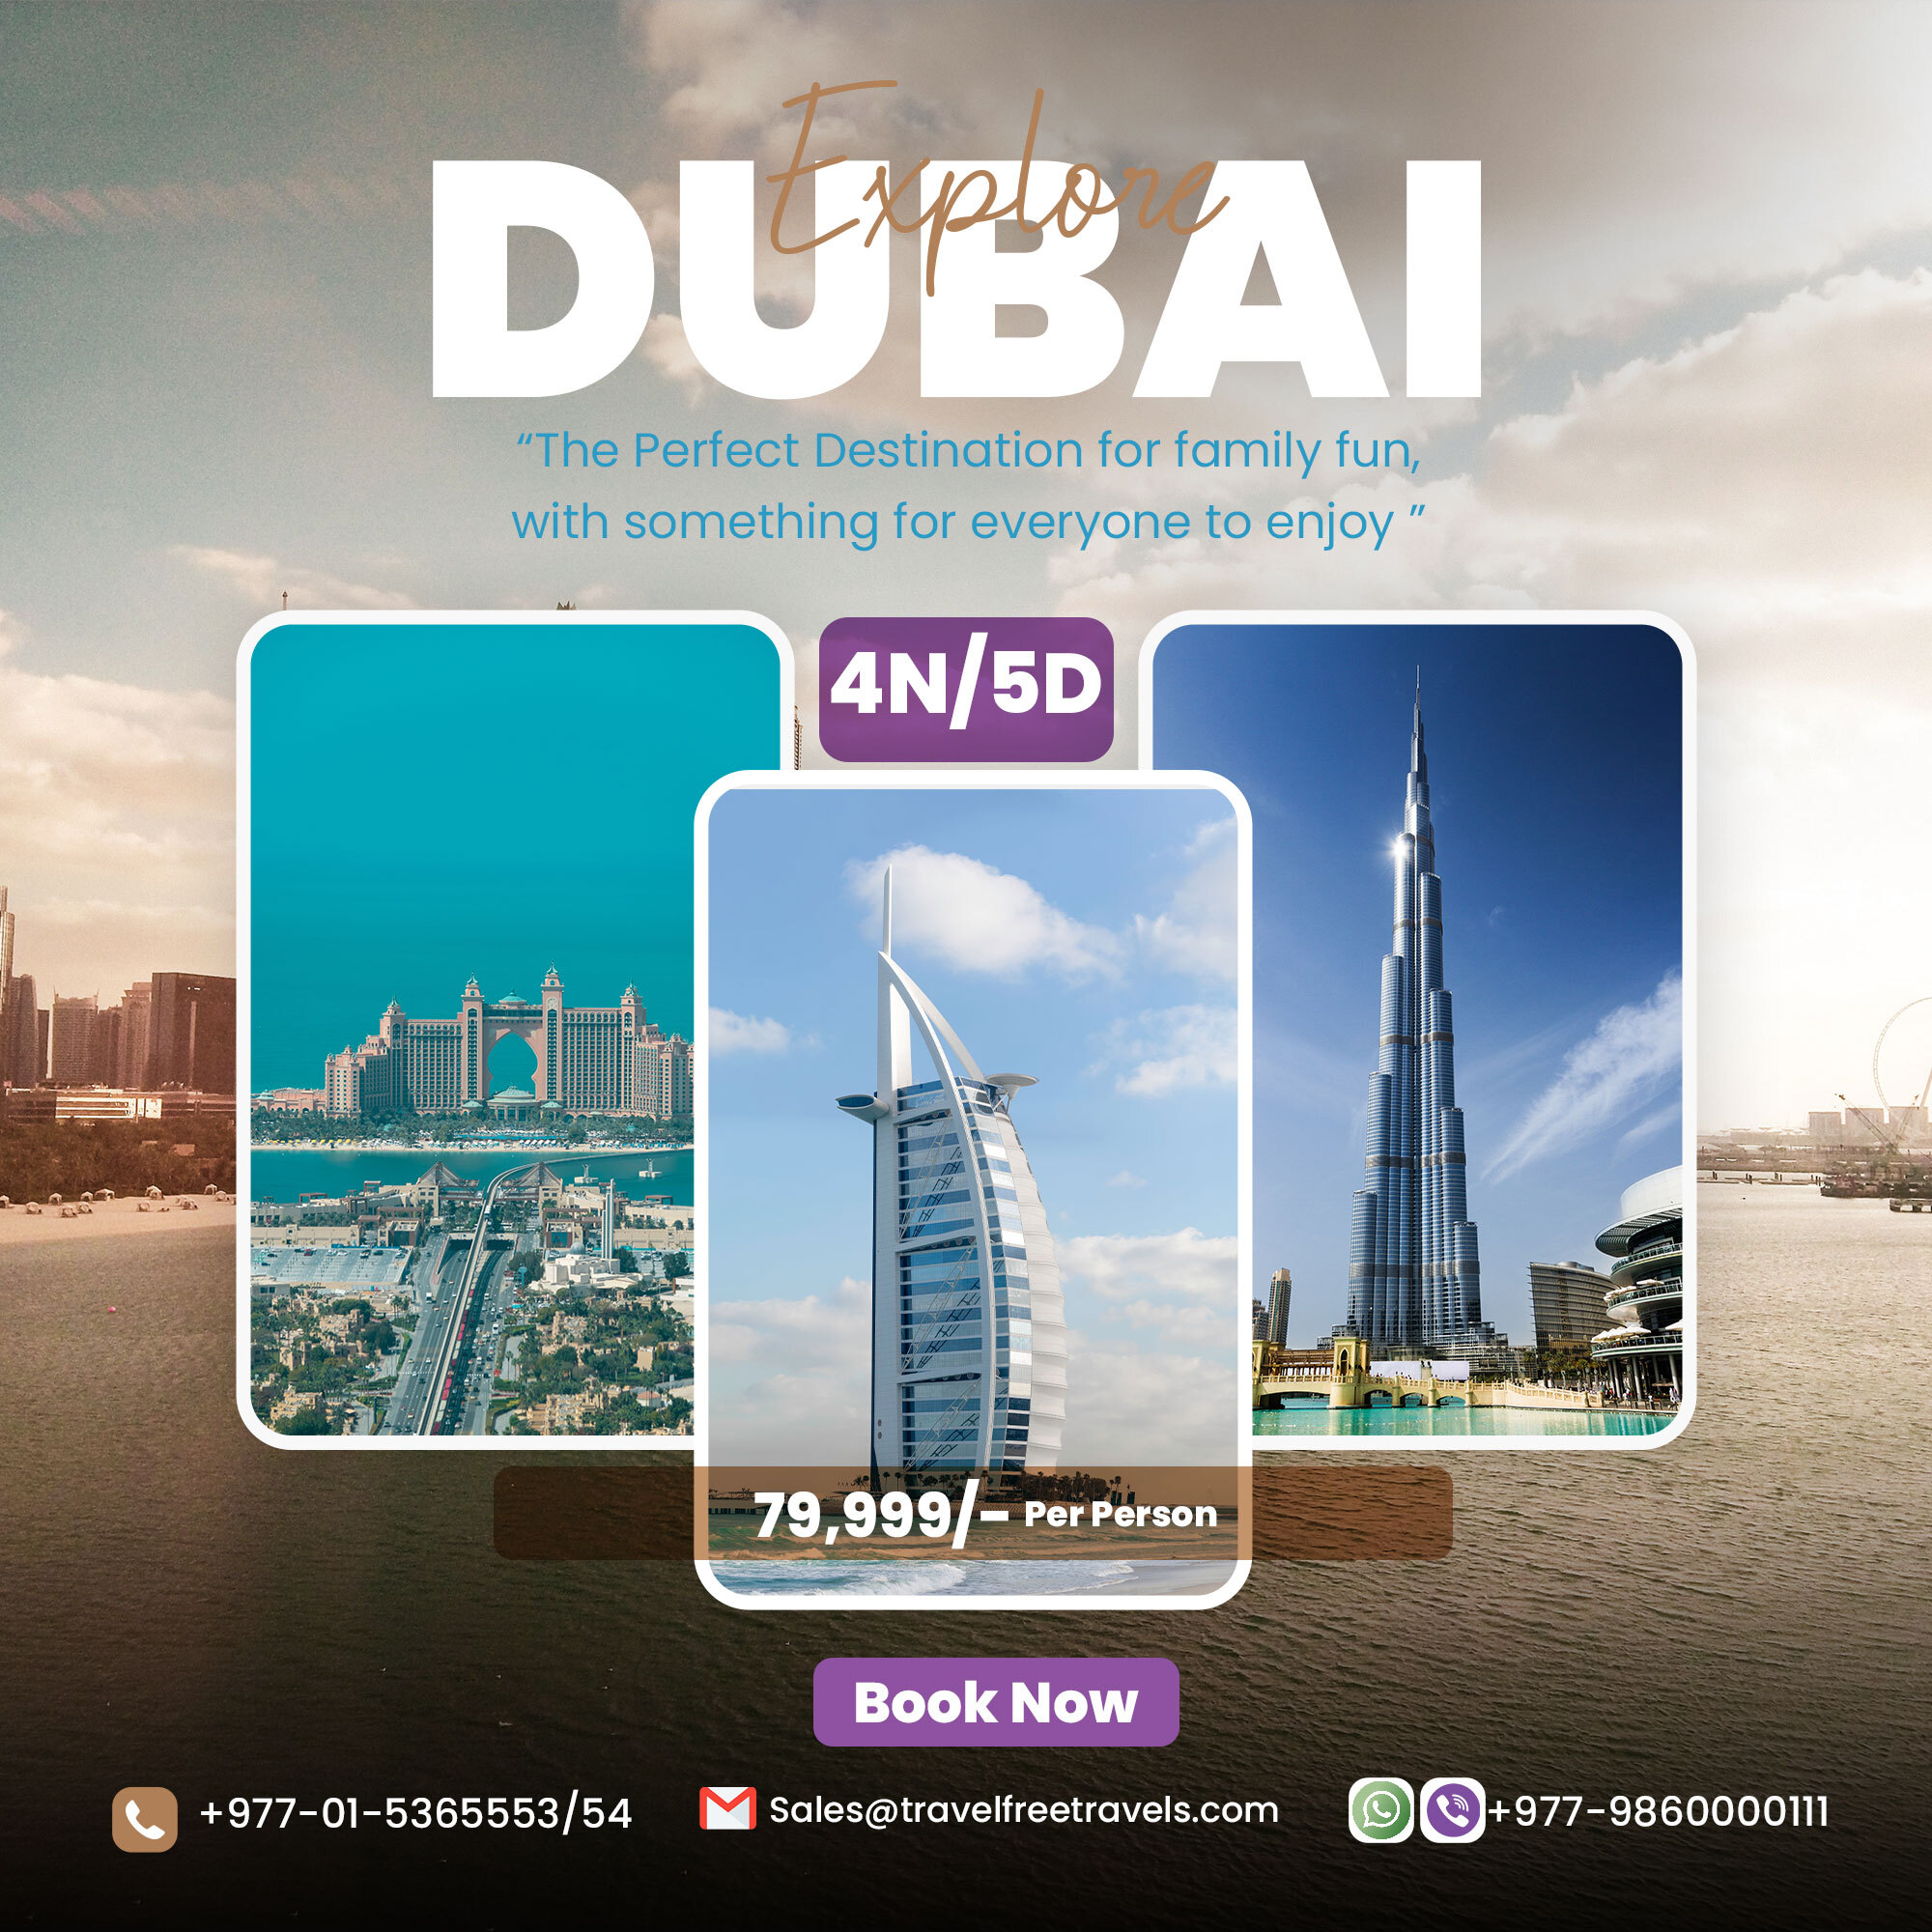 Explore
DUBAI
“The Perfect Destination for family fun,
with something for everyone to enjoy ”
4N/5D
79,999/- Per Person
Book Now
+977-01-5365553/54
Sales@travelfreetravels.com
+977-9860000111